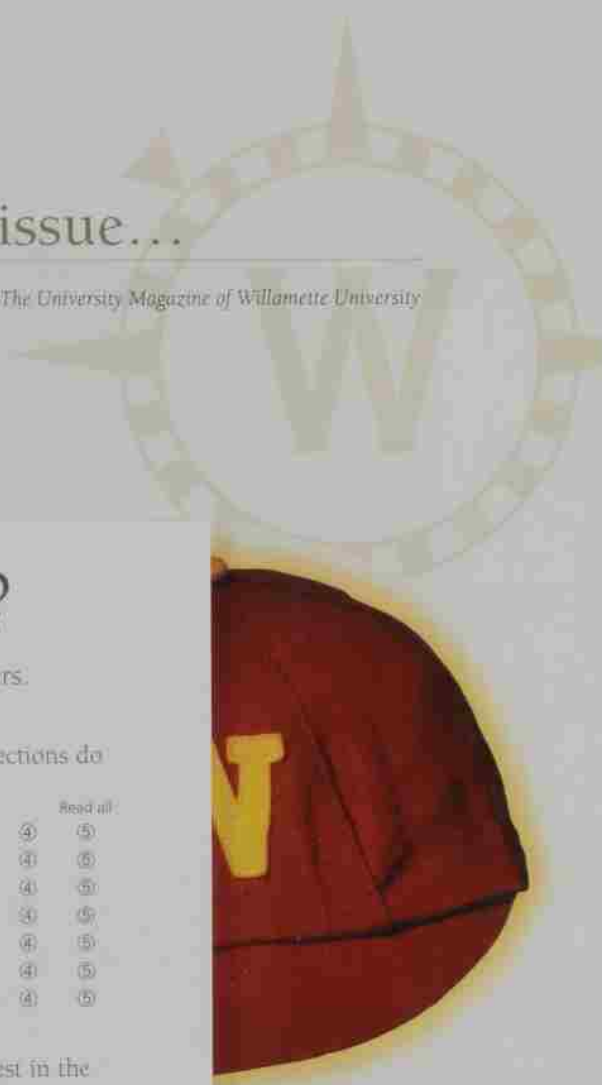 issue...
The University Magazine of Willamette University
W
?
rs.
ections do
Read all
④ ⑤
④ ⑤
④ ⑤
④ ⑤
④ ⑤
④ ⑤
④ ⑤
est in the
W